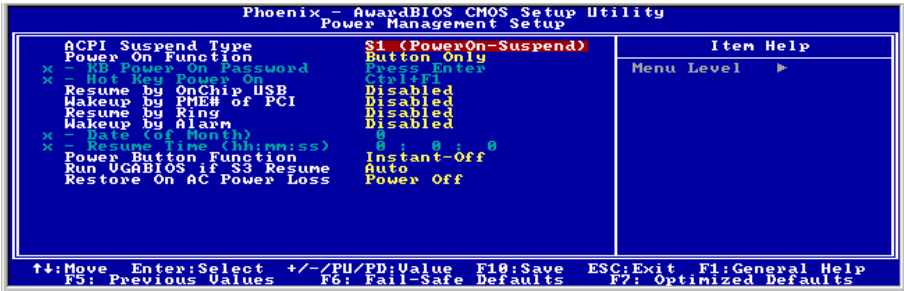 Phoenix - AwardBIOS CMOS Setup Utility
Power Management Setup
ACPI Suspend Type S1 (PowerOn-Suspend) Item Help
Power On Function Button Only
x - KB Power On Password Press Enter Menu Level ►
x - Hot Key Power On Ctrl+F1
Resume by OnChip USB Disabled
Wakeup by PME# of PCI Disabled
Resume by Ring Disabled
Wakeup by Alarm Disabled
x - Date (of Month) 0
x - Resume Time (hh:mm:ss) 0 : 0 : 0
Power Button Function Instant-Off
Run VGABIOS if S3 Resume Auto
Restore On AC Power Loss Power Off
↑↓:Move Enter:Select +/-/PU/PD:Value F10:Save ESC:Exit F1:General Help
F5: Previous Values F6: Fail-Safe Defaults F7: Optimized Defaults